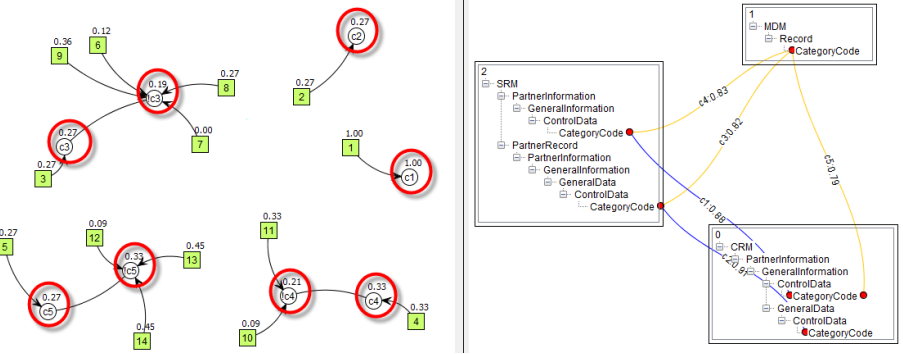 0.12
6
0.36
9
0.19
!c3
0.27
8
0.00
7
0.27
c3
0.27
3
0.27
c2
0.27
2
1.00
1
1.00
c1
0.27
5
0.09
12
0.33
!c5
0.45
13
0.27
c5
0.45
14
0.33
11
0.21
!c4
0.33
c4
0.33
4
0.09
10
1
MDM
Record
CategoryCode
2
SRM
PartnerInformation
GeneralInformation
ControlData
CategoryCode
PartnerRecord
PartnerInformation
GeneralInformation
GeneralData
ControlData
CategoryCode
c4:0.83
c3:0.82
c5:0.79
c1:0.88
0
CRM
PartnerInformation
GeneralInformation
ControlData
CategoryCode
GeneralData
ControlData
CategoryCode